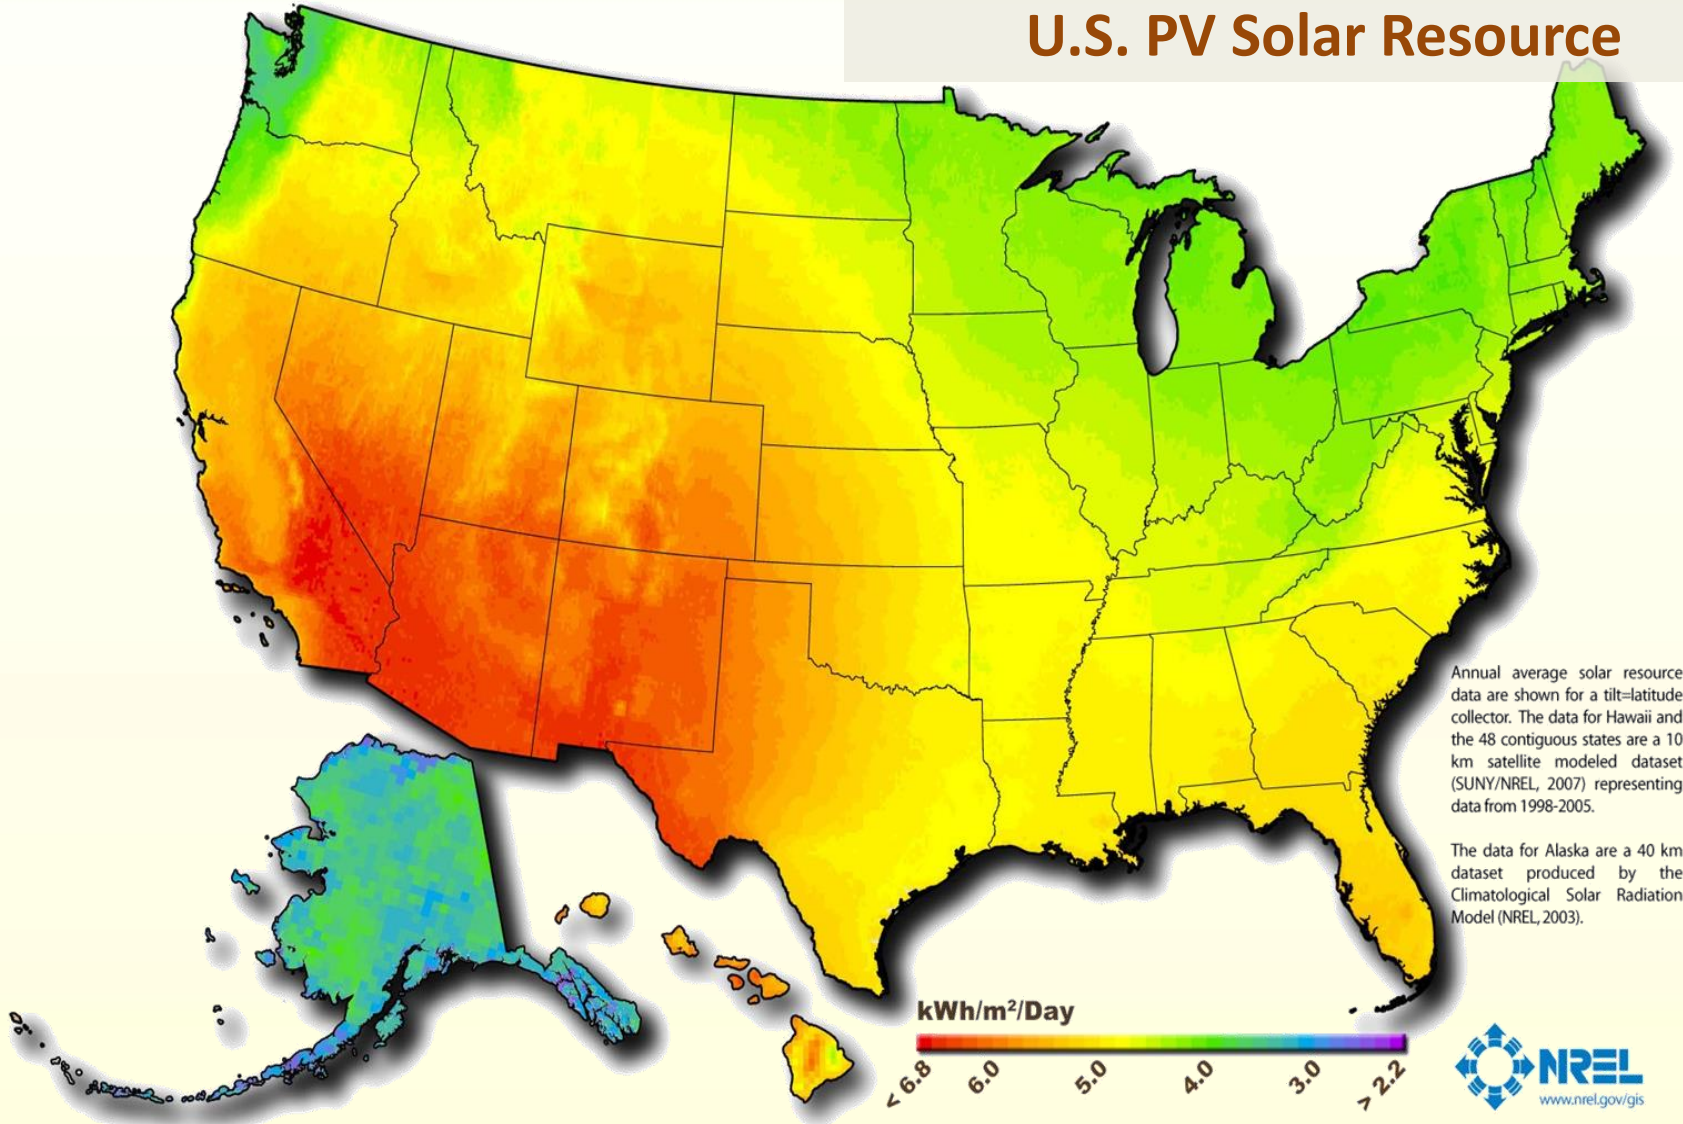 U.S. PV Solar Resource
Annual average solar resource
data are shown for a tilt=latitude
collector. The data for Hawaii and
the 48 contiguous states are a 10
km satellite modeled dataset
(SUNY/NREL, 2007) representing
data from 1998-2005.
The data for Alaska are a 40 km
dataset produced by the
Climatological Solar Radiation
Model (NREL, 2003).
kWh/m²/Day
< 6.8 6.0 5.0 4.0 3.0 > 2.2
NREL
www.nrel.gov/gis